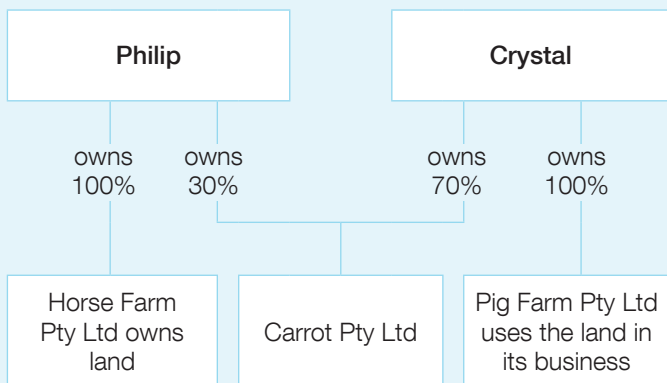 Philip
Crystal
owns
100%
owns
30%
owns
70%
owns
100%
Horse Farm
Pty Ltd owns
land
Carrot Pty Ltd
Pig Farm Pty Ltd
uses the land in
its business